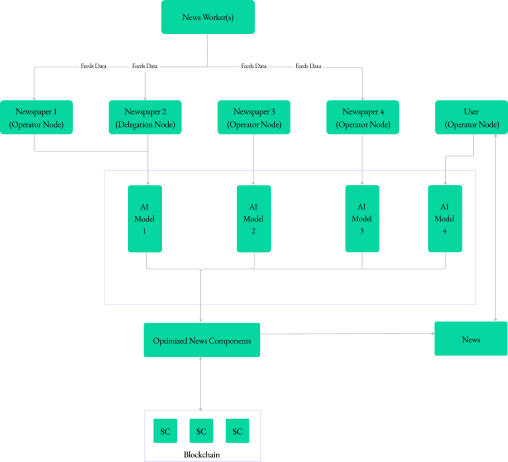 News Worker(s)
Feeds Data
Feeds Data
Feeds Data
Feeds Data
Newspaper 1
(Operator Node)
Newspaper 2
(Delegation Node)
Newspaper 3
(Operator Node)
Newspaper 4
(Operator Node)
User
(Operator Node)
AI
Model
1
AI
Model
2
AI
Model
3
AI
Model
4
Optimized News Components
News
SC
SC
SC
Blockchain